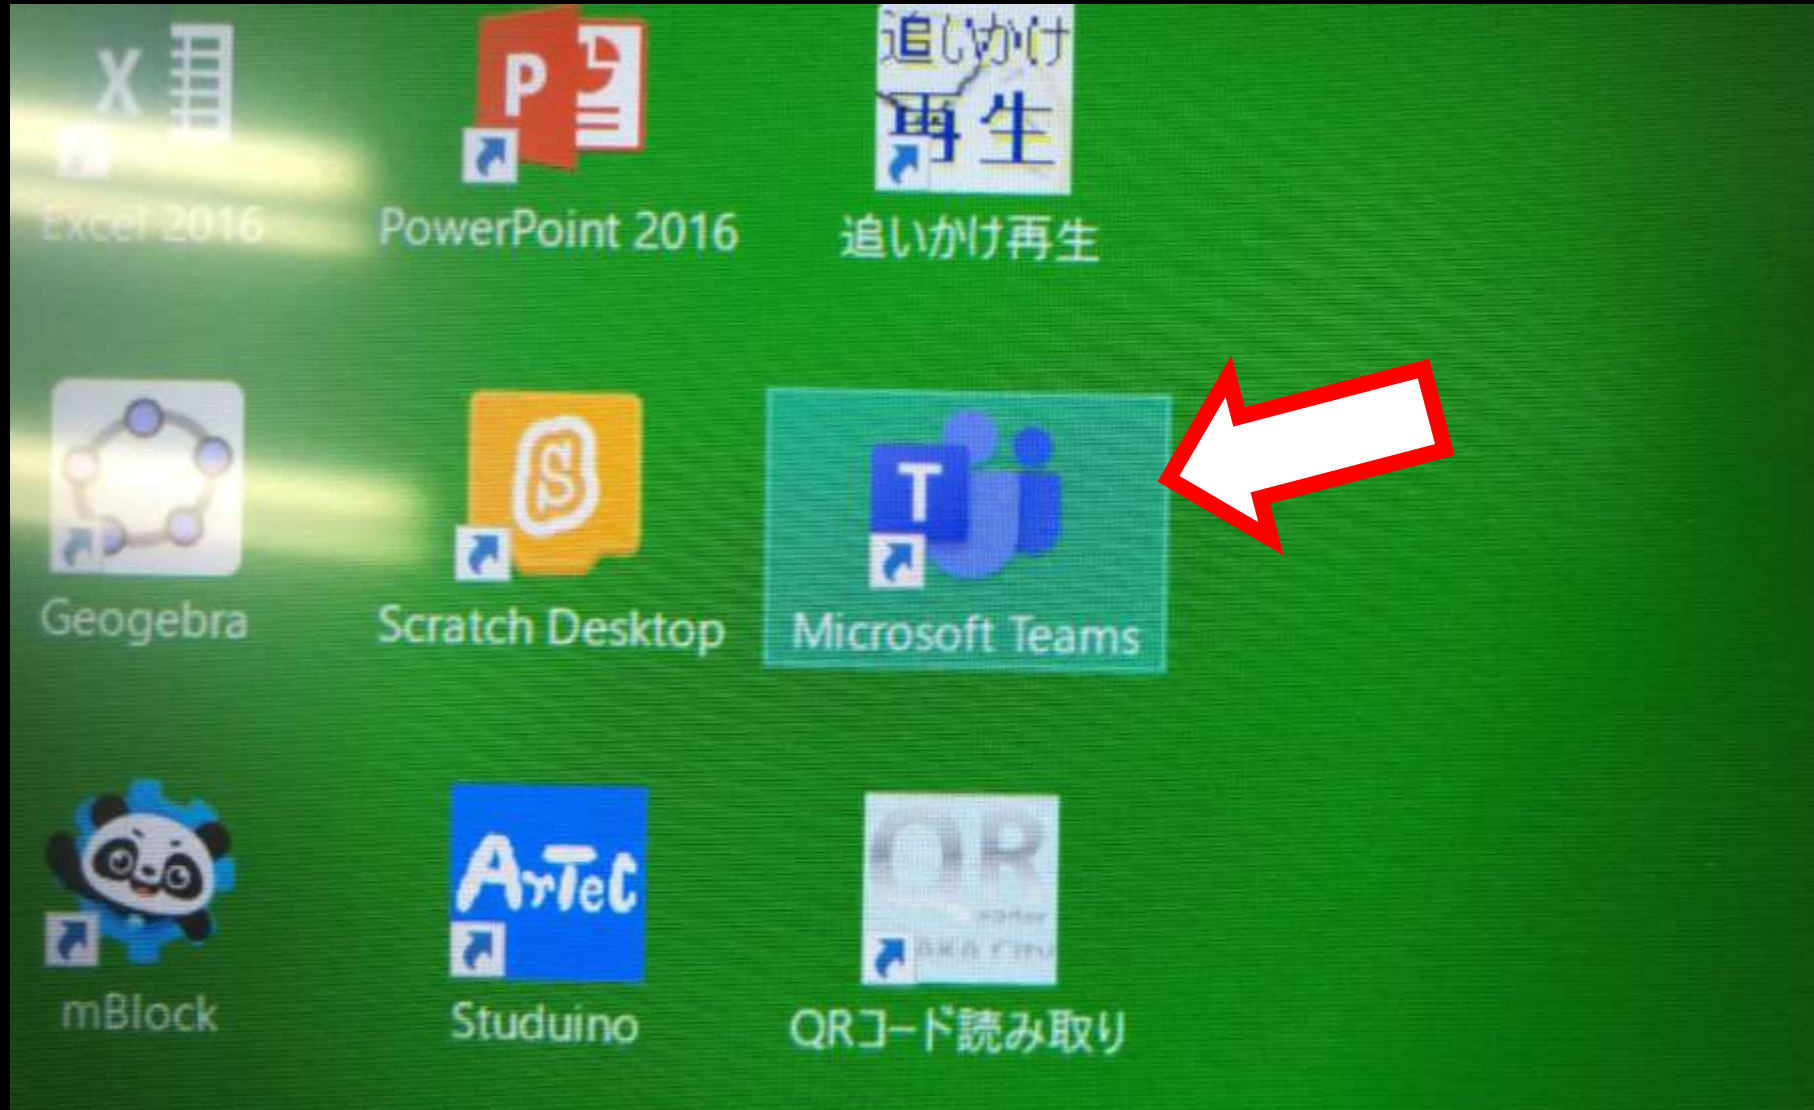 X
P
追いかけ
再生
Excel 2016
PowerPoint 2016
追いかけ再生
S
T
Geogebra
Scratch Desktop
Microsoft Teams
ArTeC
QR
mBlock
Studuino
QRコード読み取り